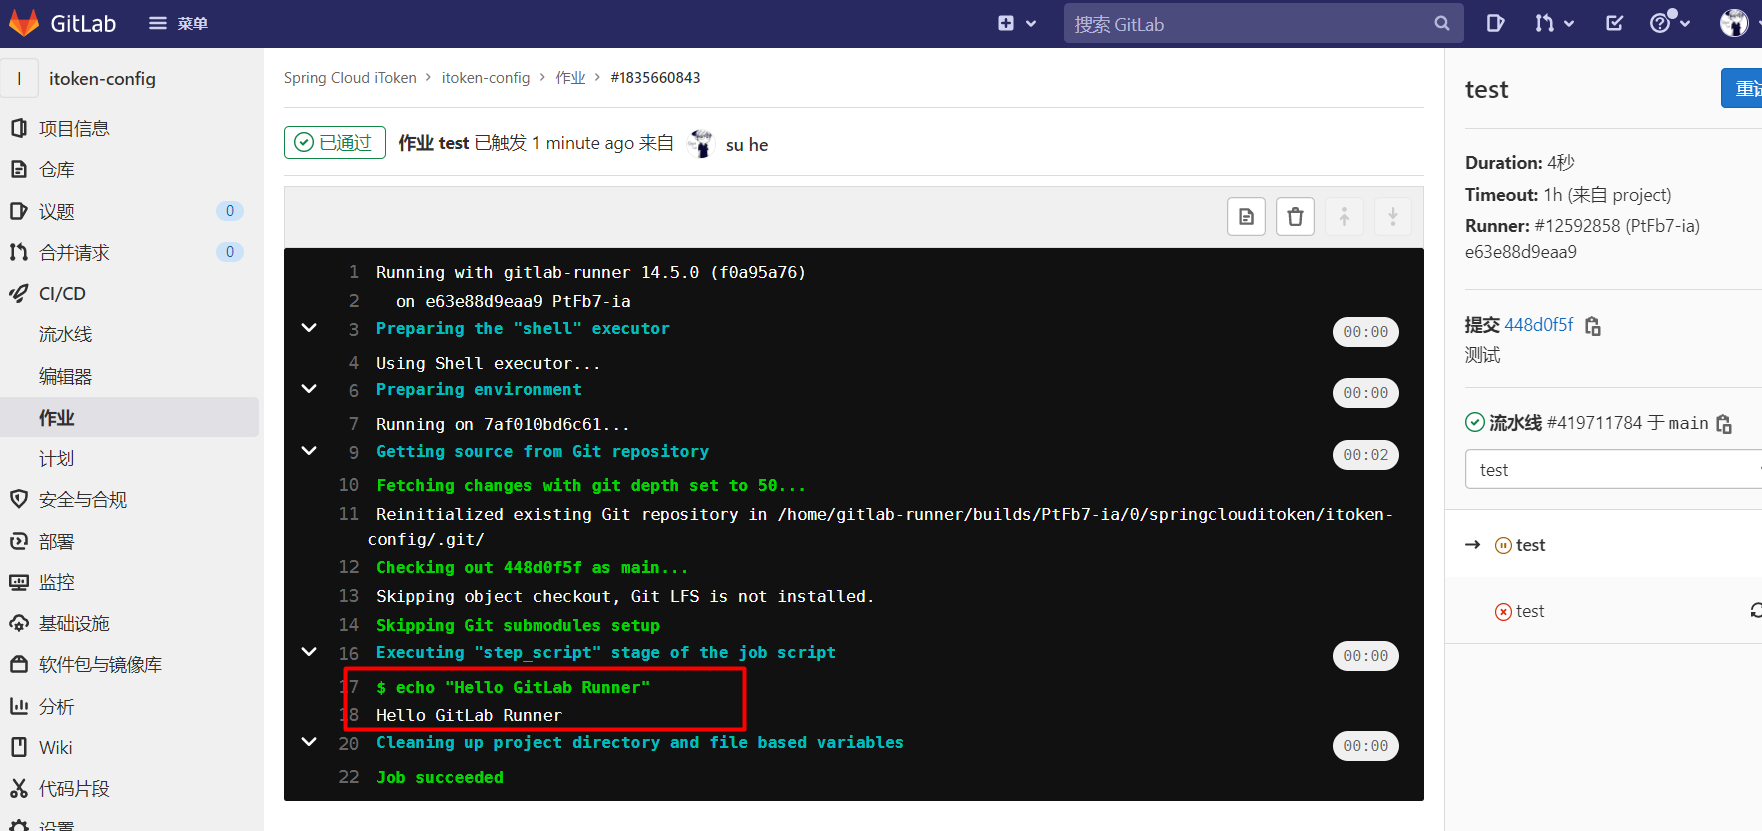 GitLab 菜单 搜索 GitLab
I itoken-config
项目信息
仓库
议题 0
合并请求 0
CI/CD
流水线
编辑器
作业
计划
安全与合规
部署
监控
基础设施
软件包与镜像库
分析
Wiki
代码片段
设置
Spring Cloud iToken › itoken-config › 作业 › #1835660843
已通过 作业 test 已触发 1 minute ago 来自 su he
1 Running with gitlab-runner 14.5.0 (f0a95a76)
2 on e63e88d9eaa9 PtFb7-ia
3 Preparing the "shell" executor 00:00
4 Using Shell executor...
6 Preparing environment 00:00
7 Running on 7af010bd6c61...
9 Getting source from Git repository 00:02
10 Fetching changes with git depth set to 50...
11 Reinitialized existing Git repository in /home/gitlab-runner/builds/PtFb7-ia/0/springclouditoken/itoken-
config/.git/
12 Checking out 448d0f5f as main...
13 Skipping object checkout, Git LFS is not installed.
14 Skipping Git submodules setup
16 Executing "step_script" stage of the job script 00:00
17 $ echo "Hello GitLab Runner"
18 Hello GitLab Runner
20 Cleaning up project directory and file based variables 00:00
22 Job succeeded
test 重试
Duration: 4秒
Timeout: 1h (来自 project)
Runner: #12592858 (PtFb7-ia)
e63e88d9eaa9
提交 448d0f5f
测试
流水线 #419711784 于 main
test
→ test
test